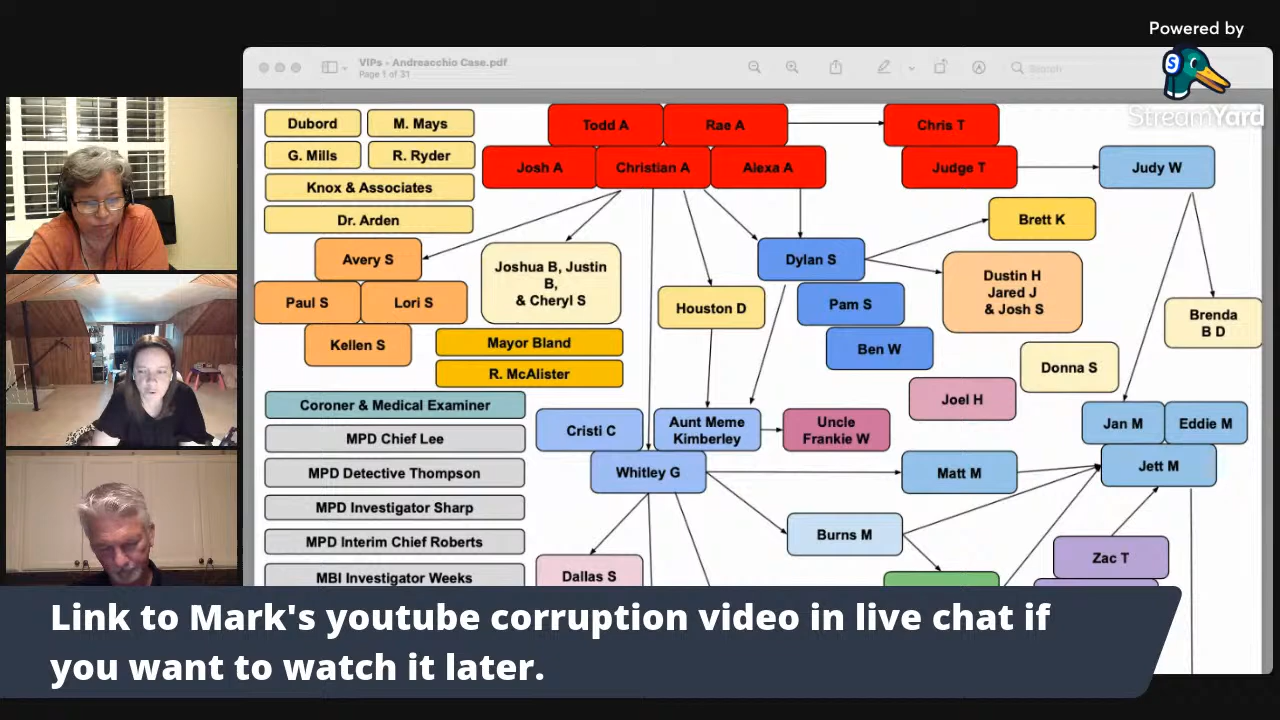 Powered by
StreamYard
VIPs - Andreacchio Case.pdf
Page 1 of 31
Search
Dubord
M. Mays
G. Mills
R. Ryder
Knox & Associates
Dr. Arden
Todd A
Rae A
Chris T
Josh A
Christian A
Alexa A
Judge T
Judy W
Avery S
Paul S
Lori S
Kellen S
Joshua B, Justin
B,
& Cheryl S
Houston D
Dylan S
Pam S
Ben W
Brett K
Dustin H
Jared J
& Josh S
Brenda
B D
Mayor Bland
R. McAlister
Donna S
Joel H
Coroner & Medical Examiner
MPD Chief Lee
MPD Detective Thompson
MPD Investigator Sharp
MPD Interim Chief Roberts
MBI Investigator Weeks
Cristi C
Aunt Meme
Kimberley
Uncle
Frankie W
Jan M
Eddie M
Jett M
Whitley G
Matt M
Burns M
Zac T
Dallas S
Link to Mark's youtube corruption video in live chat if
you want to watch it later.